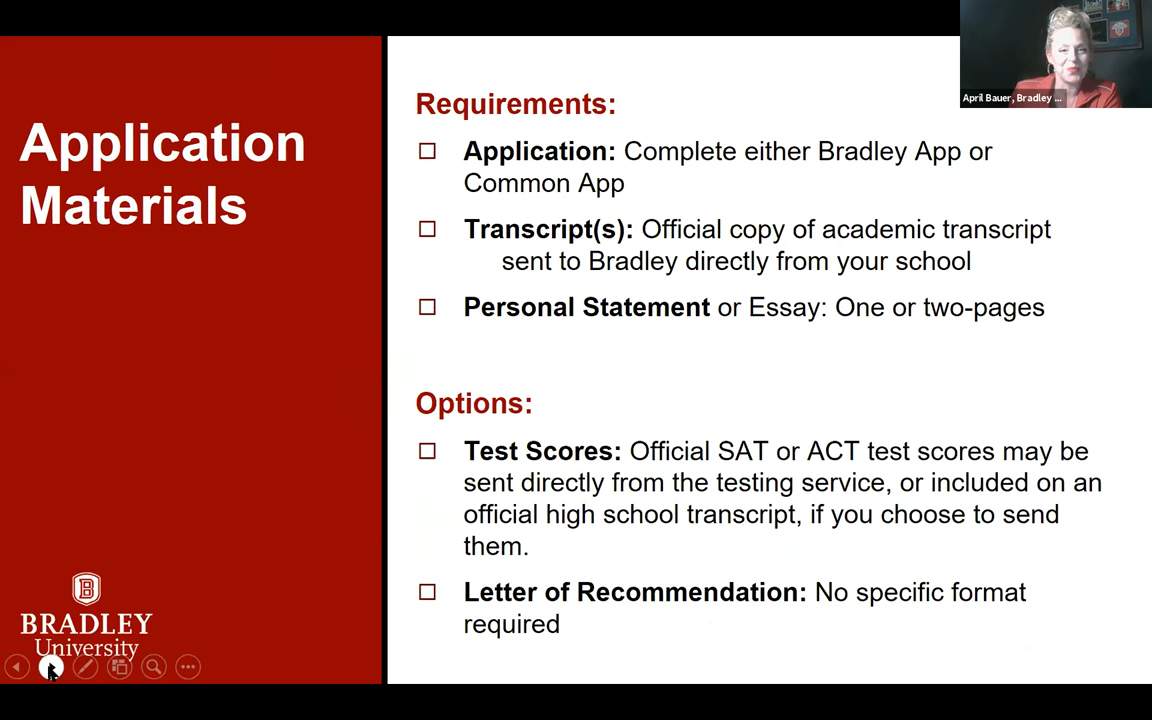 Application
Materials
Requirements:
Application: Complete either Bradley App or
Common App
Transcript(s): Official copy of academic transcript
sent to Bradley directly from your school
Personal Statement or Essay: One or two-pages
Options:
Test Scores: Official SAT or ACT test scores may be
sent directly from the testing service, or included on an
official high school transcript, if you choose to send
them.
Letter of Recommendation: No specific format
required
B
BRADLEY
University
April Bauer, Bradley ...